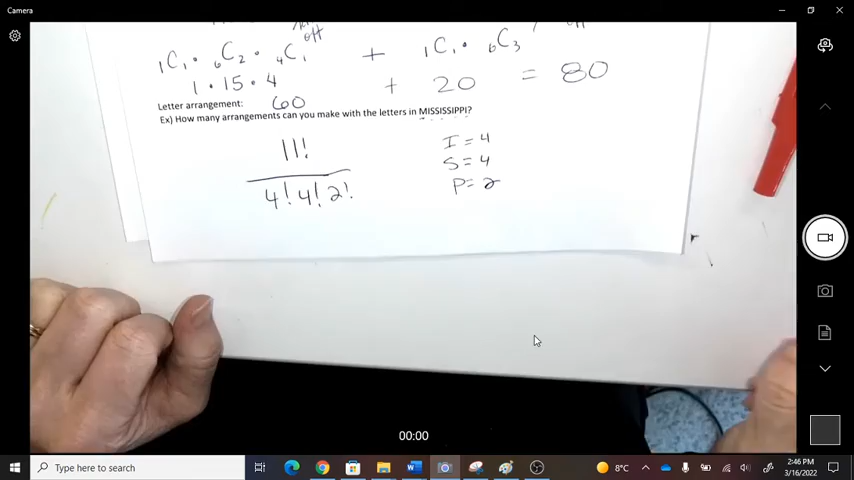 Camera
off
₁C₁ · ₆C₂ · ₄C₁ + ₁C₁ · ₆C₃
1 · 15 · 4 + 20 = 80
Letter arrangement: 60
Ex) How many arrangements can you make with the letters in MISSISSIPPI?
11!
4! 4! 2!
I = 4
S = 4
P = 2
00:00
Type here to search
8°C
2:46 PM
3/16/2022